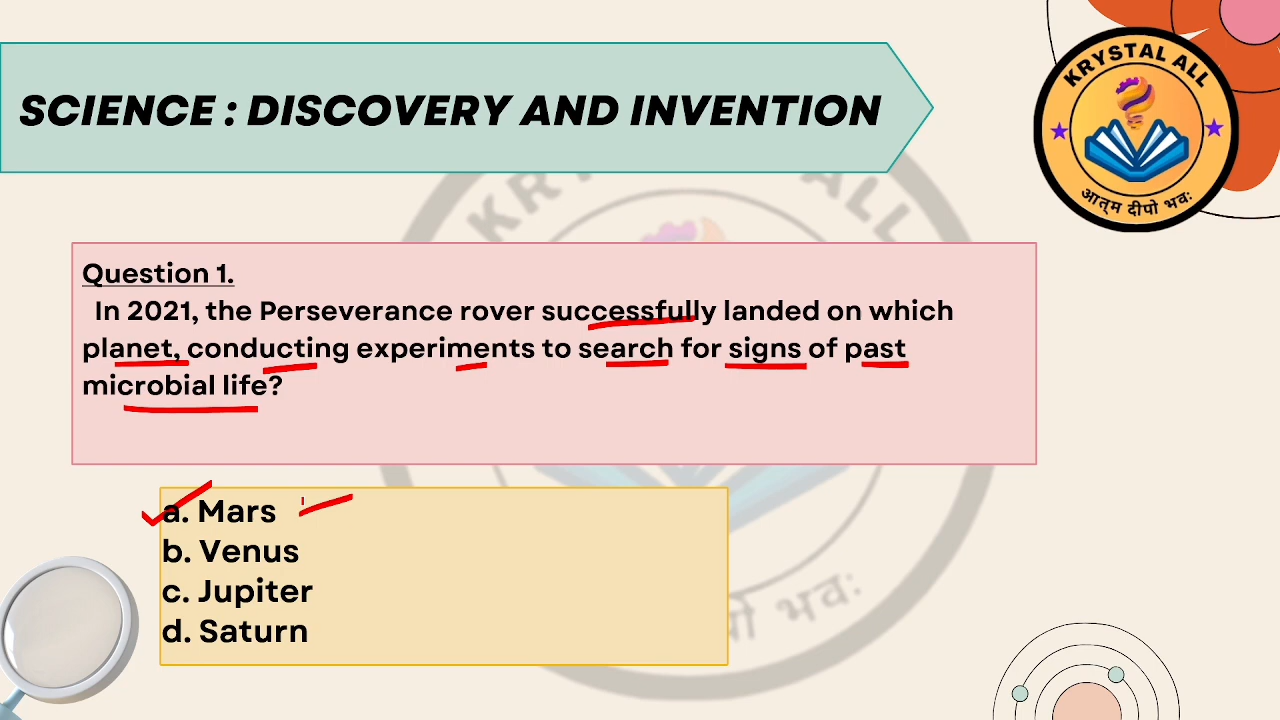 SCIENCE : DISCOVERY AND INVENTION
KRYSTAL ALL
आत्म दीपो भवः
Question 1.
In 2021, the Perseverance rover successfully landed on which
planet, conducting experiments to search for signs of past
microbial life?
a. Mars
b. Venus
c. Jupiter
d. Saturn